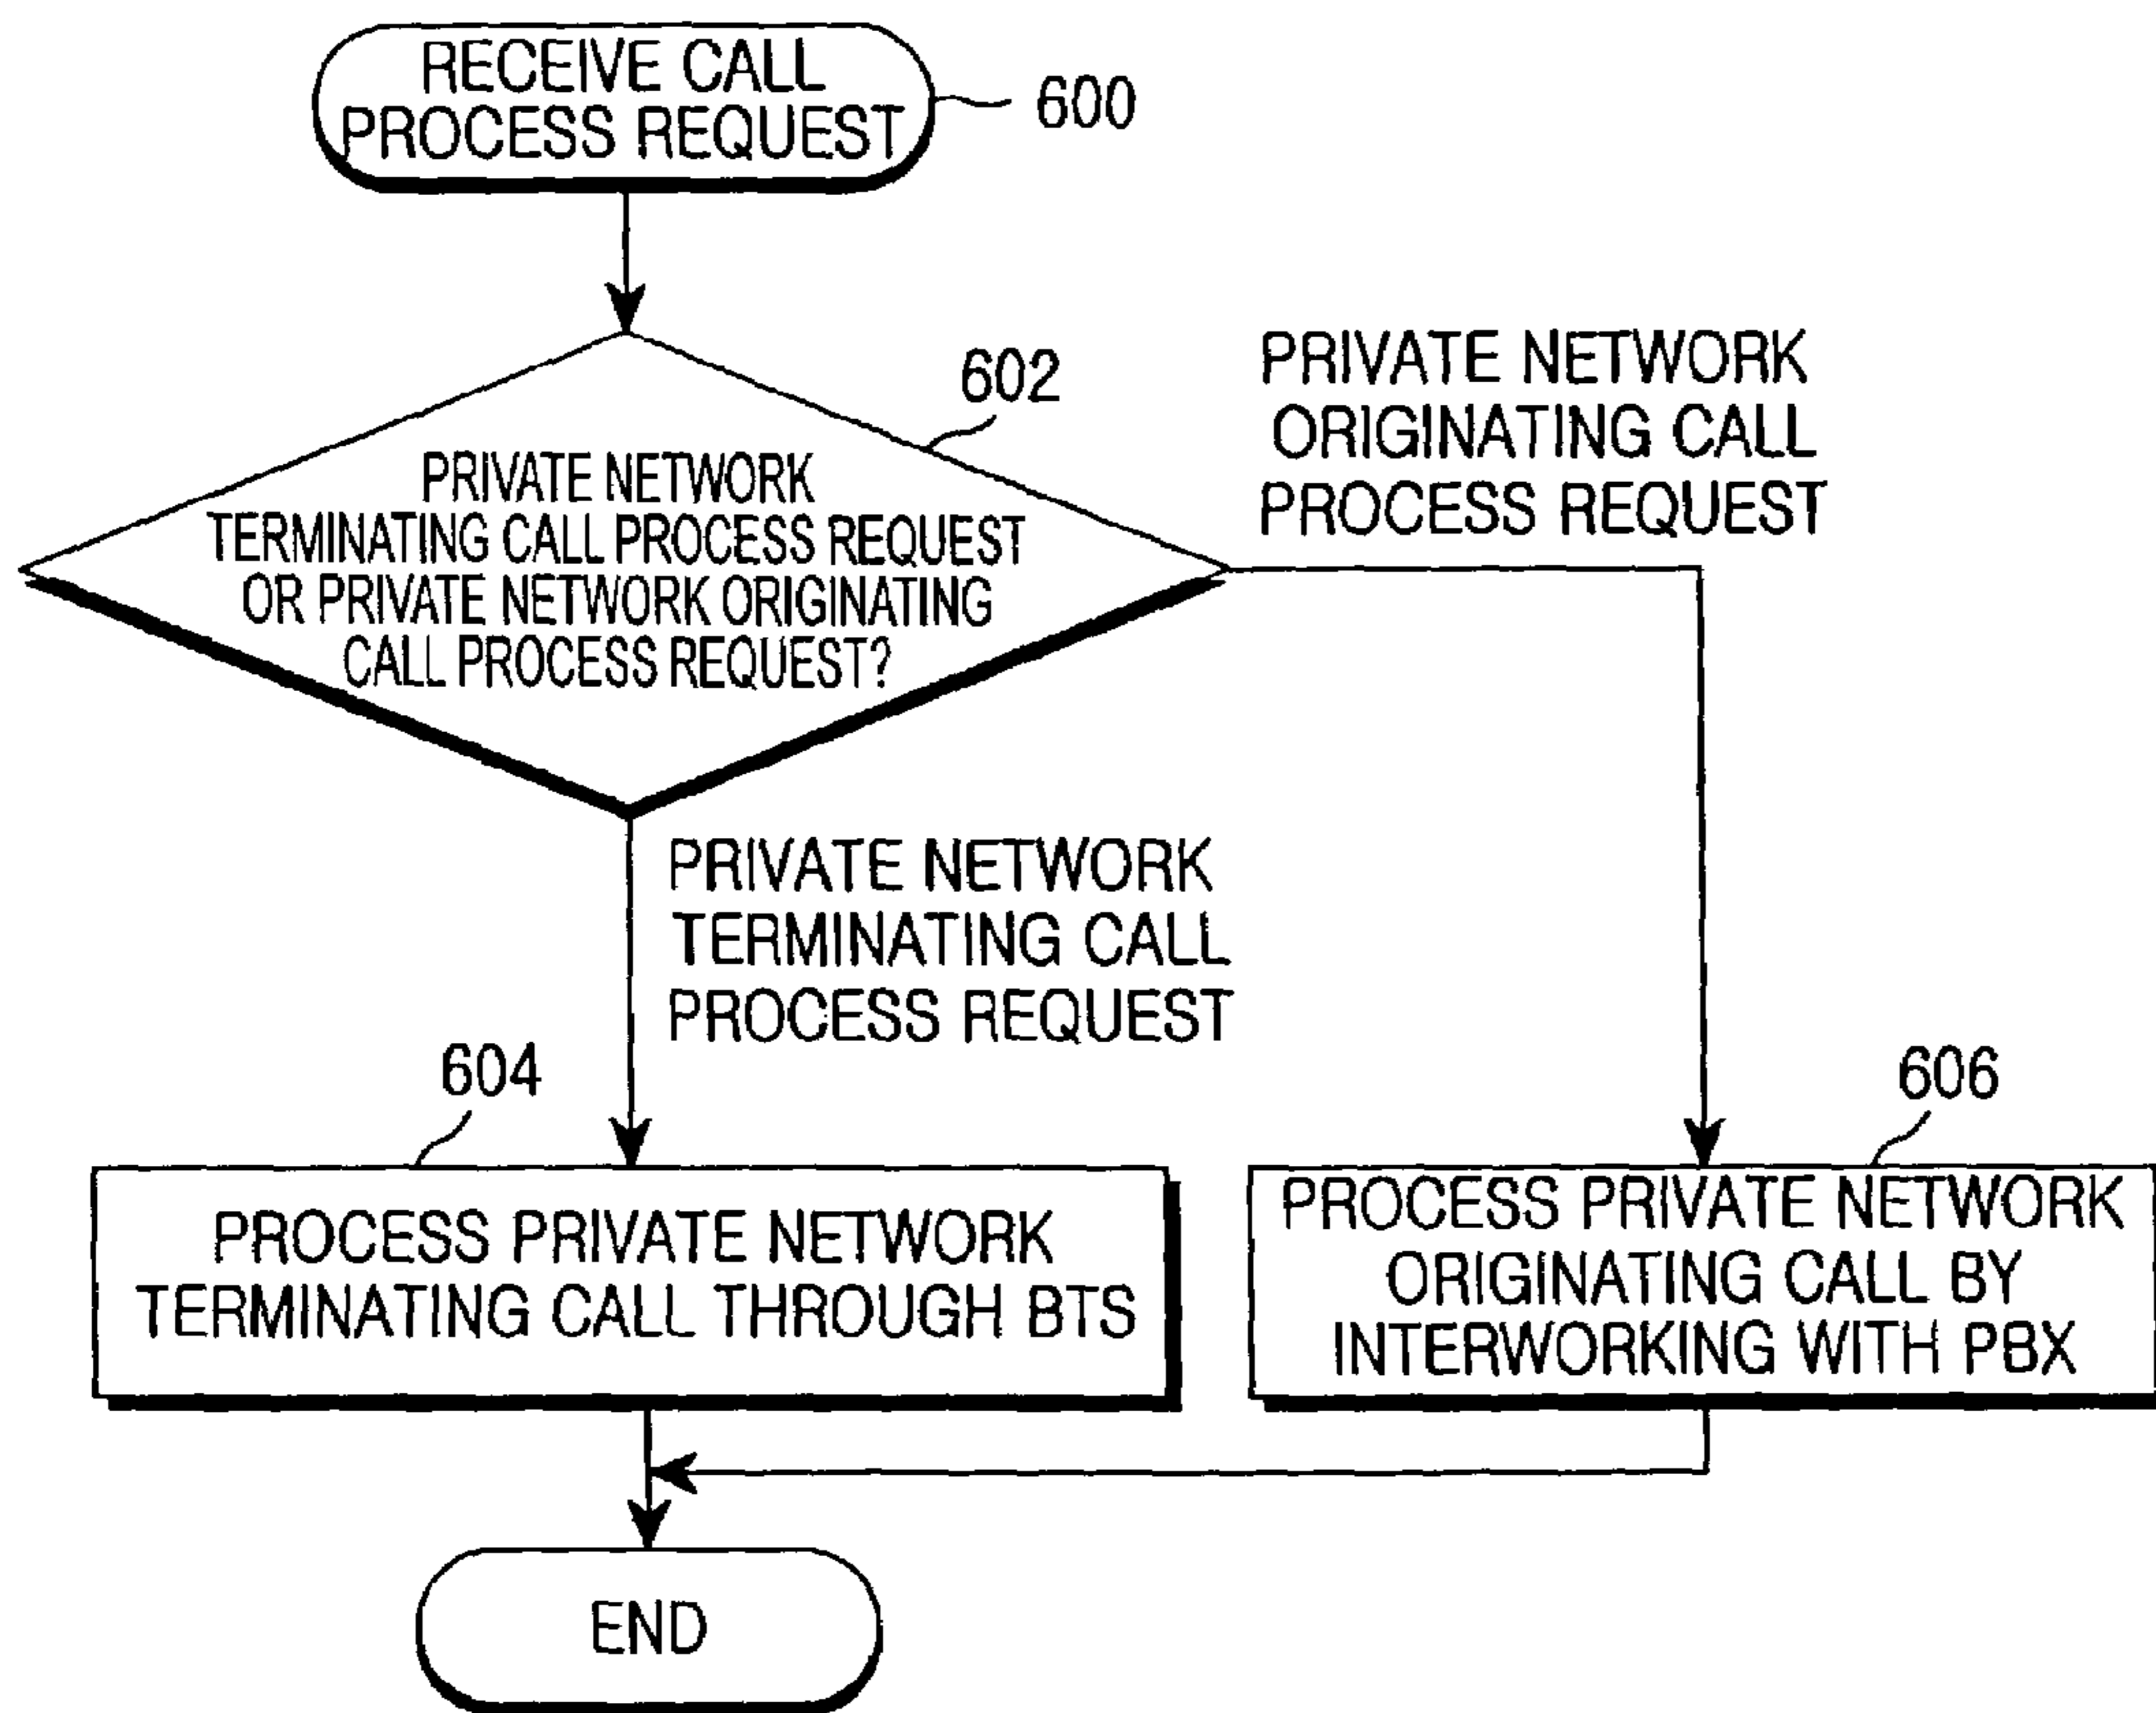 RECEIVE CALL
PROCESS REQUEST
600
602
PRIVATE NETWORK
TERMINATING CALL PROCESS REQUEST
OR PRIVATE NETWORK ORIGINATING
CALL PROCESS REQUEST?
PRIVATE NETWORK
ORIGINATING CALL
PROCESS REQUEST
PRIVATE NETWORK
TERMINATING CALL
PROCESS REQUEST
604
PROCESS PRIVATE NETWORK
TERMINATING CALL THROUGH BTS
606
PROCESS PRIVATE NETWORK
ORIGINATING CALL BY
INTERWORKING WITH PBX
END